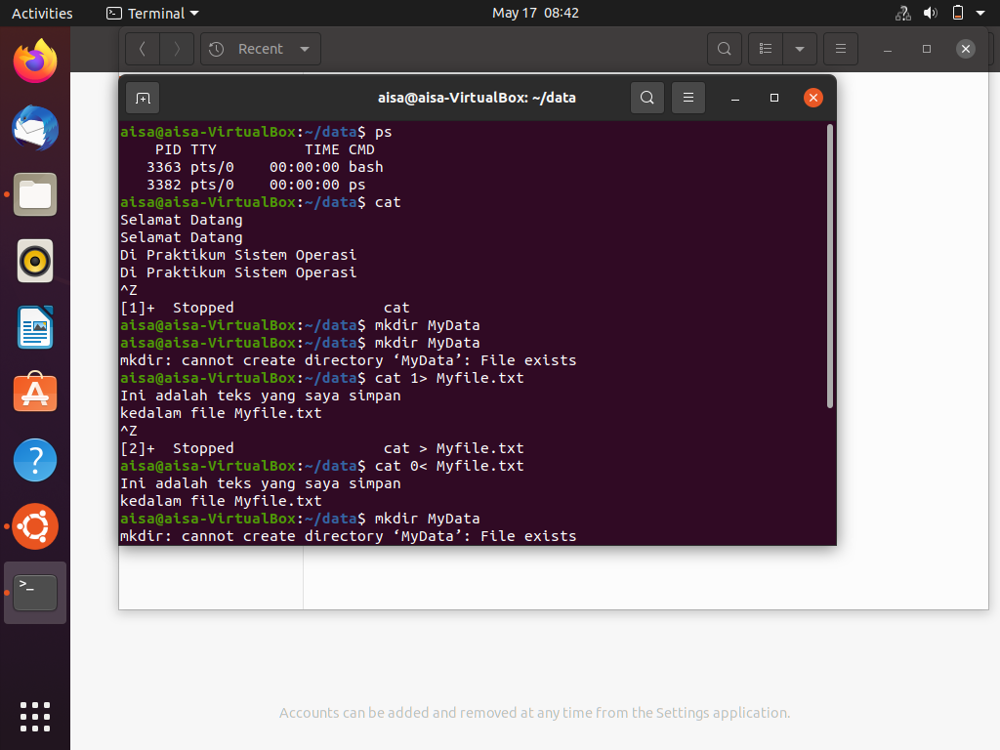 Activities Terminal May 17 08:42
Recent
aisa@aisa-VirtualBox: ~/data
aisa@aisa-VirtualBox:~/data$ ps
    PID TTY          TIME CMD
   3363 pts/0    00:00:00 bash
   3382 pts/0    00:00:00 ps
aisa@aisa-VirtualBox:~/data$ cat
Selamat Datang
Selamat Datang
Di Praktikum Sistem Operasi
Di Praktikum Sistem Operasi
^Z
[1]+  Stopped                 cat
aisa@aisa-VirtualBox:~/data$ mkdir MyData
aisa@aisa-VirtualBox:~/data$ mkdir MyData
mkdir: cannot create directory ‘MyData’: File exists
aisa@aisa-VirtualBox:~/data$ cat 1> Myfile.txt
Ini adalah teks yang saya simpan
kedalam file Myfile.txt
^Z
[2]+  Stopped                 cat > Myfile.txt
aisa@aisa-VirtualBox:~/data$ cat 0< Myfile.txt
Ini adalah teks yang saya simpan
kedalam file Myfile.txt
aisa@aisa-VirtualBox:~/data$ mkdir MyData
mkdir: cannot create directory ‘MyData’: File exists
Accounts can be added and removed at any time from the Settings application.